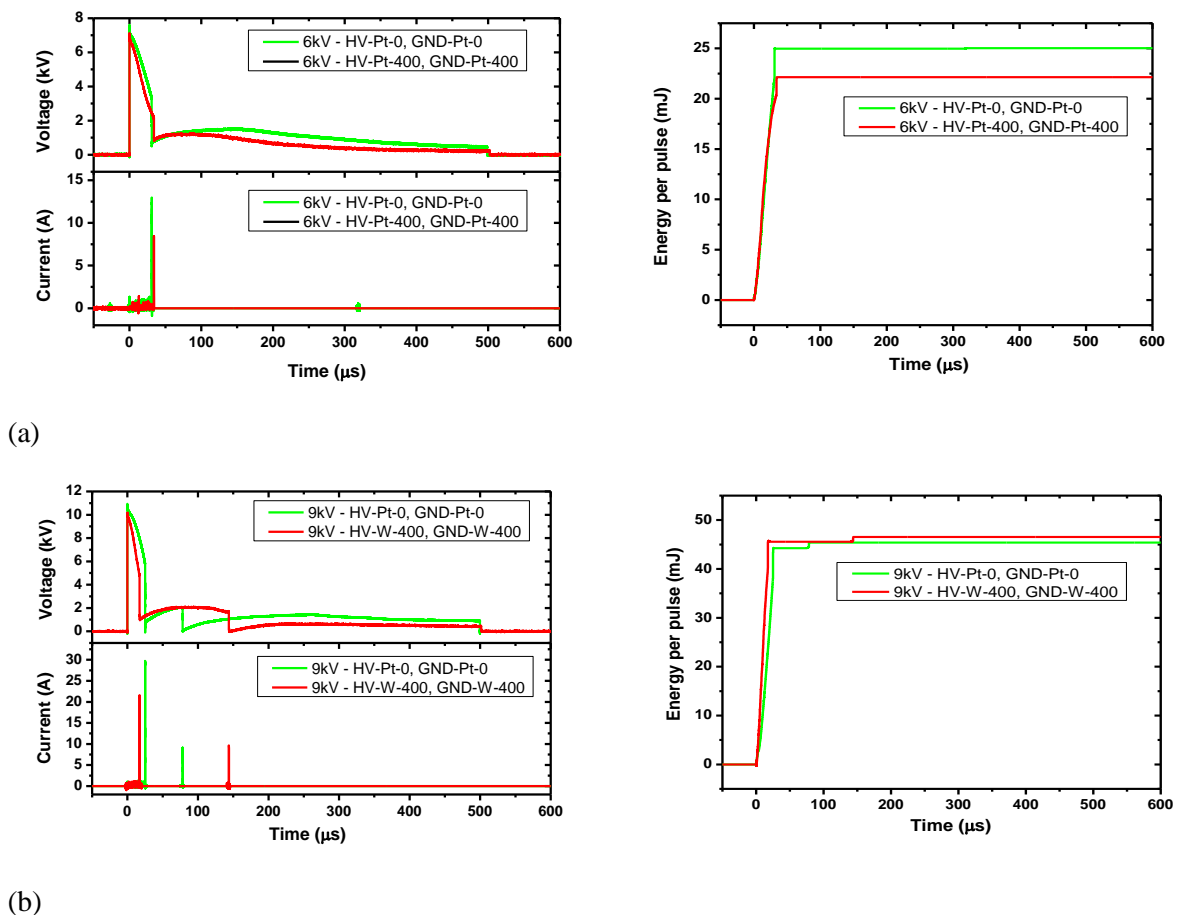 8
6
4
2
0
Voltage (kV)
6kV - HV-Pt-0, GND-Pt-0
6kV - HV-Pt-400, GND-Pt-400
15
10
5
0
Current (A)
6kV - HV-Pt-0, GND-Pt-0
6kV - HV-Pt-400, GND-Pt-400
0 100 200 300 400 500 600
Time (μs)
25
20
15
10
5
0
Energy per pulse (mJ)
6kV - HV-Pt-0, GND-Pt-0
6kV - HV-Pt-400, GND-Pt-400
0 100 200 300 400 500 600
Time (μs)
(a)
12
10
8
6
4
2
0
Voltage (kV)
9kV - HV-Pt-0, GND-Pt-0
9kV - HV-W-400, GND-W-400
30
25
20
15
10
5
0
Current (A)
9kV - HV-Pt-0, GND-Pt-0
9kV - HV-W-400, GND-W-400
0 100 200 300 400 500 600
Time (μs)
50
40
30
20
10
0
Energy per pulse (mJ)
9kV - HV-Pt-0, GND-Pt-0
9kV - HV-W-400, GND-W-400
0 100 200 300 400 500 600
Time (μs)
(b)